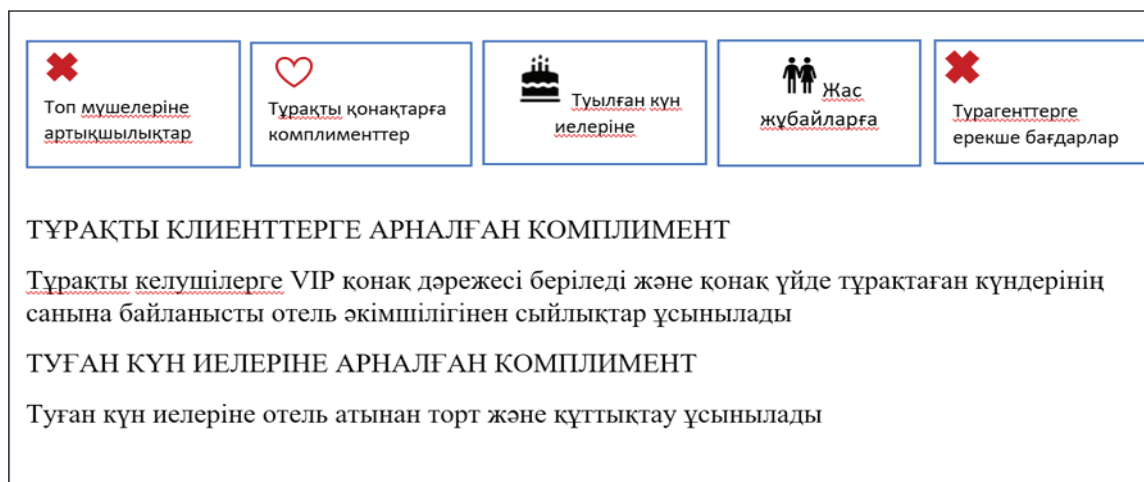 Топ мүшелеріне
артықшылықтар
Тұрақты қонақтарға
комплименттер
Туылған күн
иелеріне
Жас
жұбайларға
Турагенттерге
ерекше бағдарлар
ТҰРАҚТЫ КЛИЕНТТЕРГЕ АРНАЛҒАН КОМПЛИМЕНТ
Тұрақты келушілерге VIP қонақ дәрежесі беріледі және қонақ үйде тұрақтаған күндерінің
санына байланысты отель әкімшілігінен сыйлықтар ұсынылады
ТУҒАН КҮН ИЕЛЕРІНЕ АРНАЛҒАН КОМПЛИМЕНТ
Туған күн иелеріне отель атынан торт және құттықтау ұсынылады